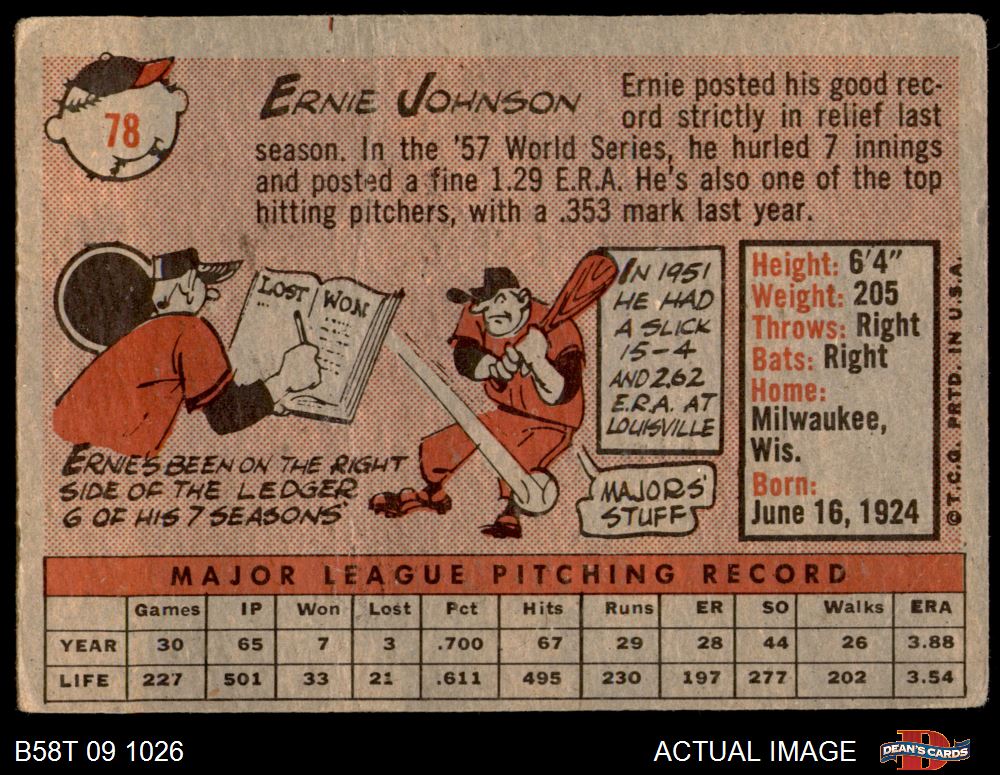 78
ERNIE JOHNSON
Ernie posted his good rec-
ord strictly in relief last
season. In the '57 World Series, he hurled 7 innings
and posted a fine 1.29 E.R.A. He's also one of the top
hitting pitchers, with a .353 mark last year.
LOST WON
ERNIE'S BEEN ON THE RIGHT
SIDE OF THE LEDGER
6 OF HIS 7 SEASONS
IN 1951
HE HAD
A SLICK
15-4
AND 2.62
E.R.A. AT
LOUISVILLE
MAJORS'
STUFF
Height: 6'4"
Weight: 205
Throws: Right
Bats: Right
Home:
Milwaukee,
Wis.
Born:
June 16, 1924
© T.C.G. PRTD. IN U.S.A.
MAJOR LEAGUE PITCHING RECORD
Games IP Won Lost Pct Hits Runs ER SO Walks ERA
YEAR 30 65 7 3 .700 67 29 28 44 26 3.88
LIFE 227 501 33 21 .611 495 230 197 277 202 3.54
B58T 09 1026
ACTUAL IMAGE
DEAN'S CARDS